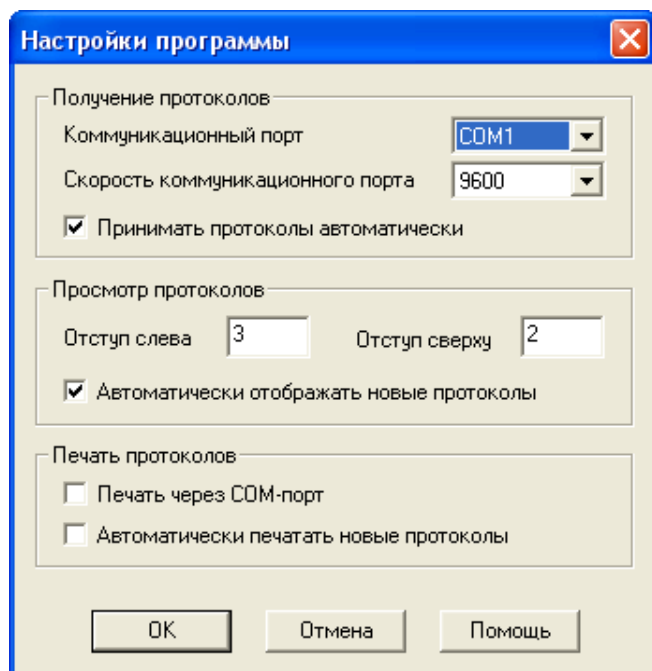 Настройки программы
Получение протоколов
Коммуникационный порт COM1
Скорость коммуникационного порта 9600
Принимать протоколы автоматически
Просмотр протоколов
Отступ слева 3 Отступ сверху 2
Автоматически отображать новые протоколы
Печать протоколов
Печать через COM-порт
Автоматически печатать новые протоколы
OK Отмена Помощь